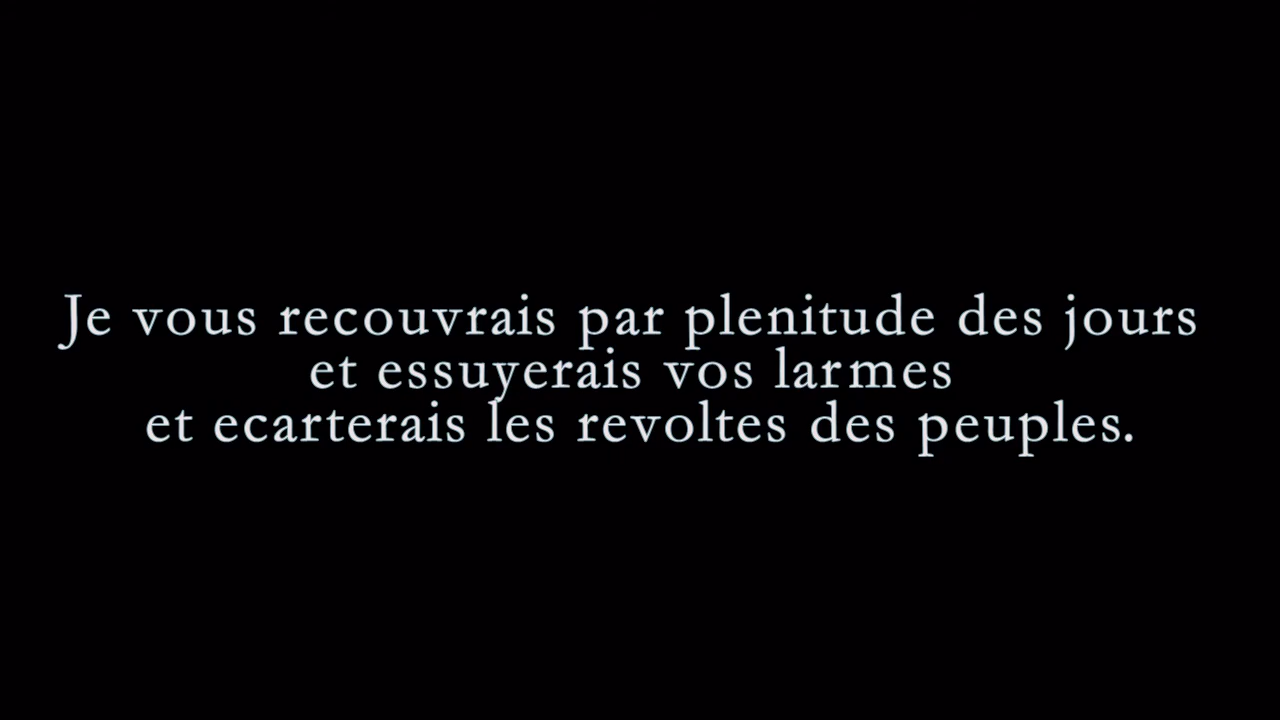 Je vous recouvrais par plenitude des jours
et essuyerais vos larmes
et ecarterais les revoltes des peuples.